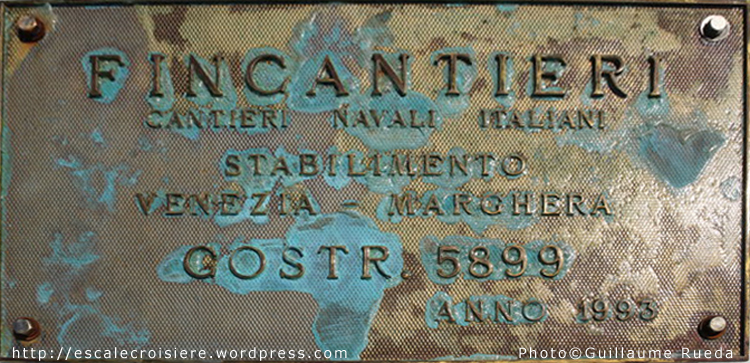 FINCANTIERI
CANTIERI NAVALI ITALIANI
STABILIMENTO
VENEZIA - MARGHERA
COSTR. 5899
ANNO 1993
http://escalecroisiere.wordpress.com
Photo©Guillaume Rueda